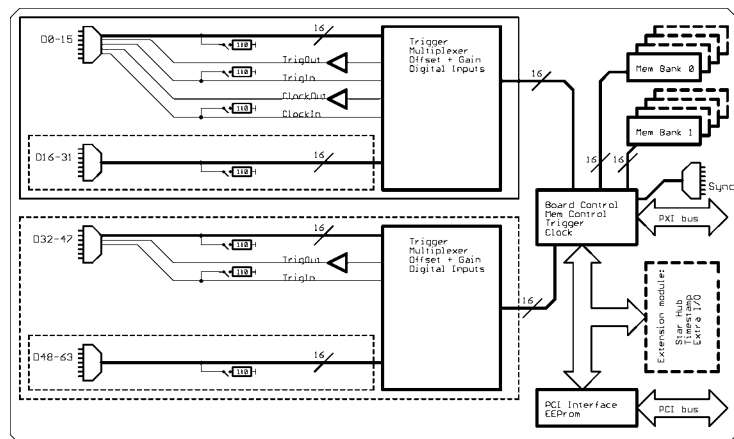 D0-15
110
16
TrigOut
110
TrigIn
ClockOut
110
ClockIn
Trigger
Multiplexer
Offset + Gain
Digital Inputs
16
D16-31
16
110
Mem Bank 0
Mem Bank 1
16
16
Sync
Board Control
Mem Control
Trigger
Clock
PXI bus
D32-47
16
110
TrigOut
110
TrigIn
Trigger
Multiplexer
Offset + Gain
Digital Inputs
16
D48-63
16
110
Extension module:
Star Hub
Timestamp
Extra I/O
PCI Interface
EEProm
PCI bus